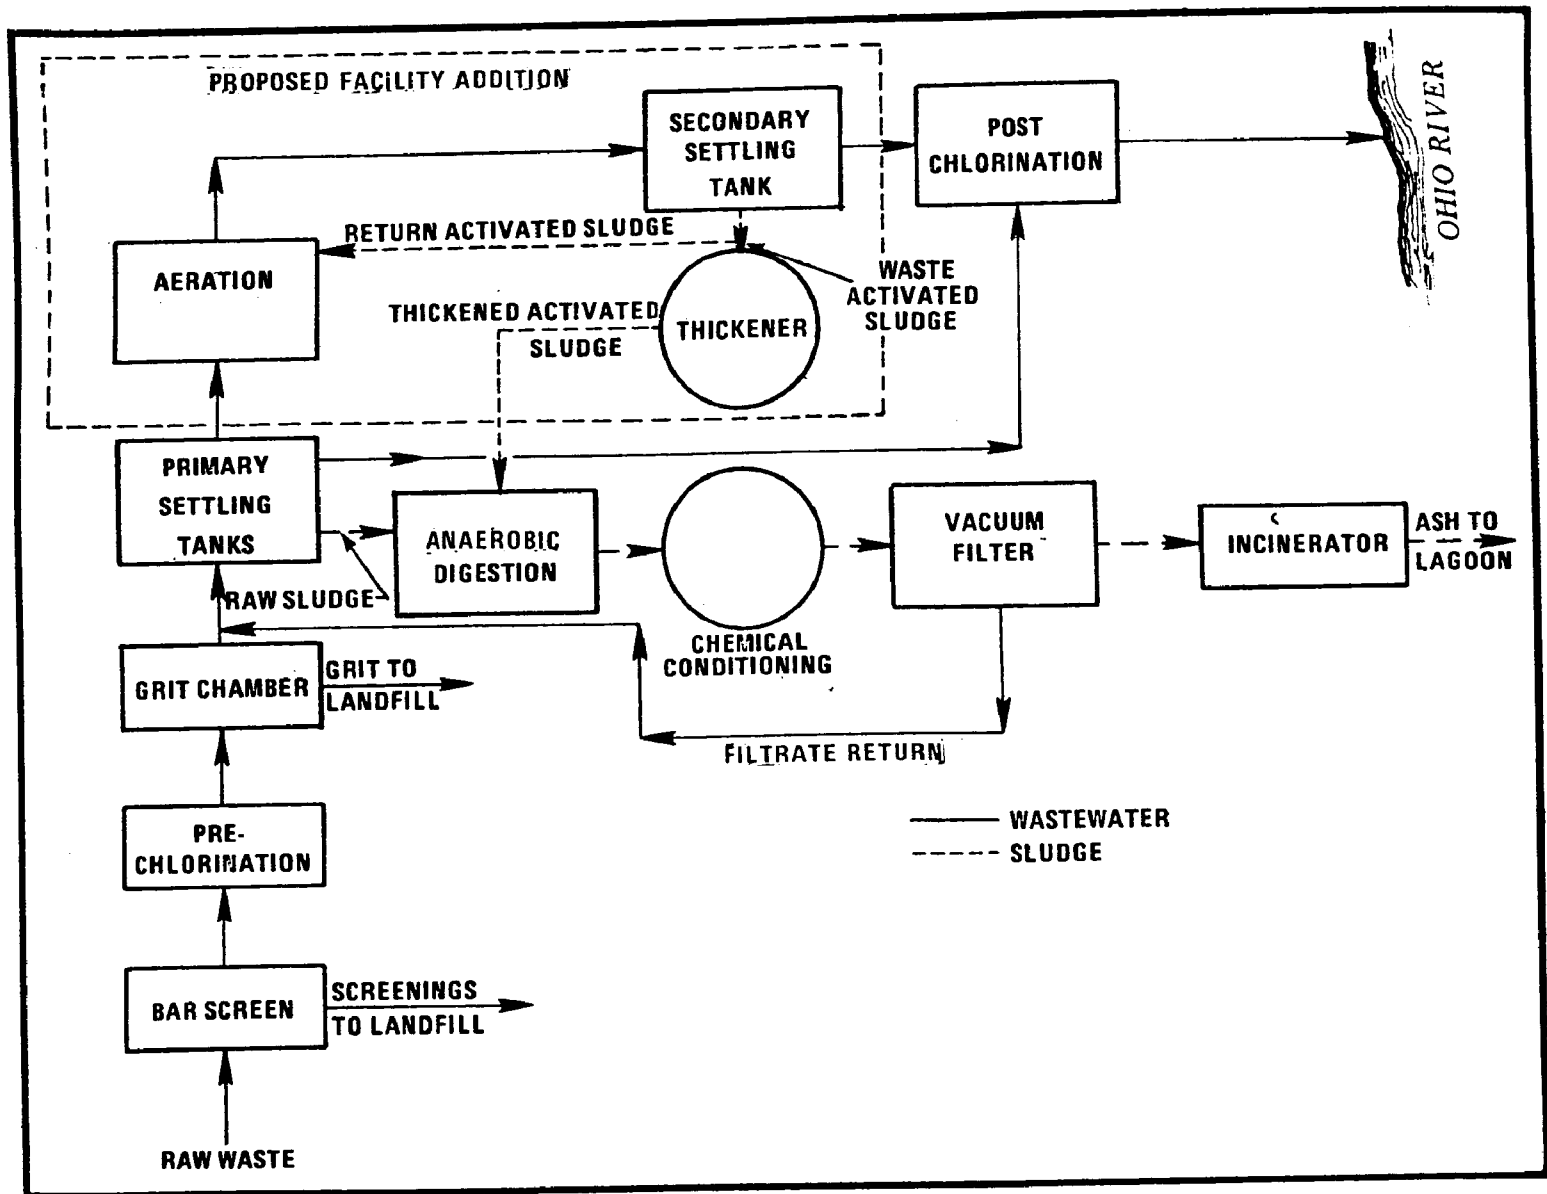 PROPOSED FACILITY ADDITION
SECONDARY
SETTLING
TANK
POST
CHLORINATION
OHIO RIVER
RETURN ACTIVATED SLUDGE
AERATION
WASTE
ACTIVATED
SLUDGE
THICKENED ACTIVATED
SLUDGE
THICKENER
PRIMARY
SETTLING
TANKS
ANAEROBIC
DIGESTION
VACUUM
FILTER
INCINERATOR
ASH TO
LAGOON
RAW SLUDGE
CHEMICAL
CONDITIONING
GRIT CHAMBER
GRIT TO
LANDFILL
FILTRATE RETURN
PRE-
CHLORINATION
WASTEWATER
SLUDGE
BAR SCREEN
SCREENINGS
TO LANDFILL
RAW WASTE